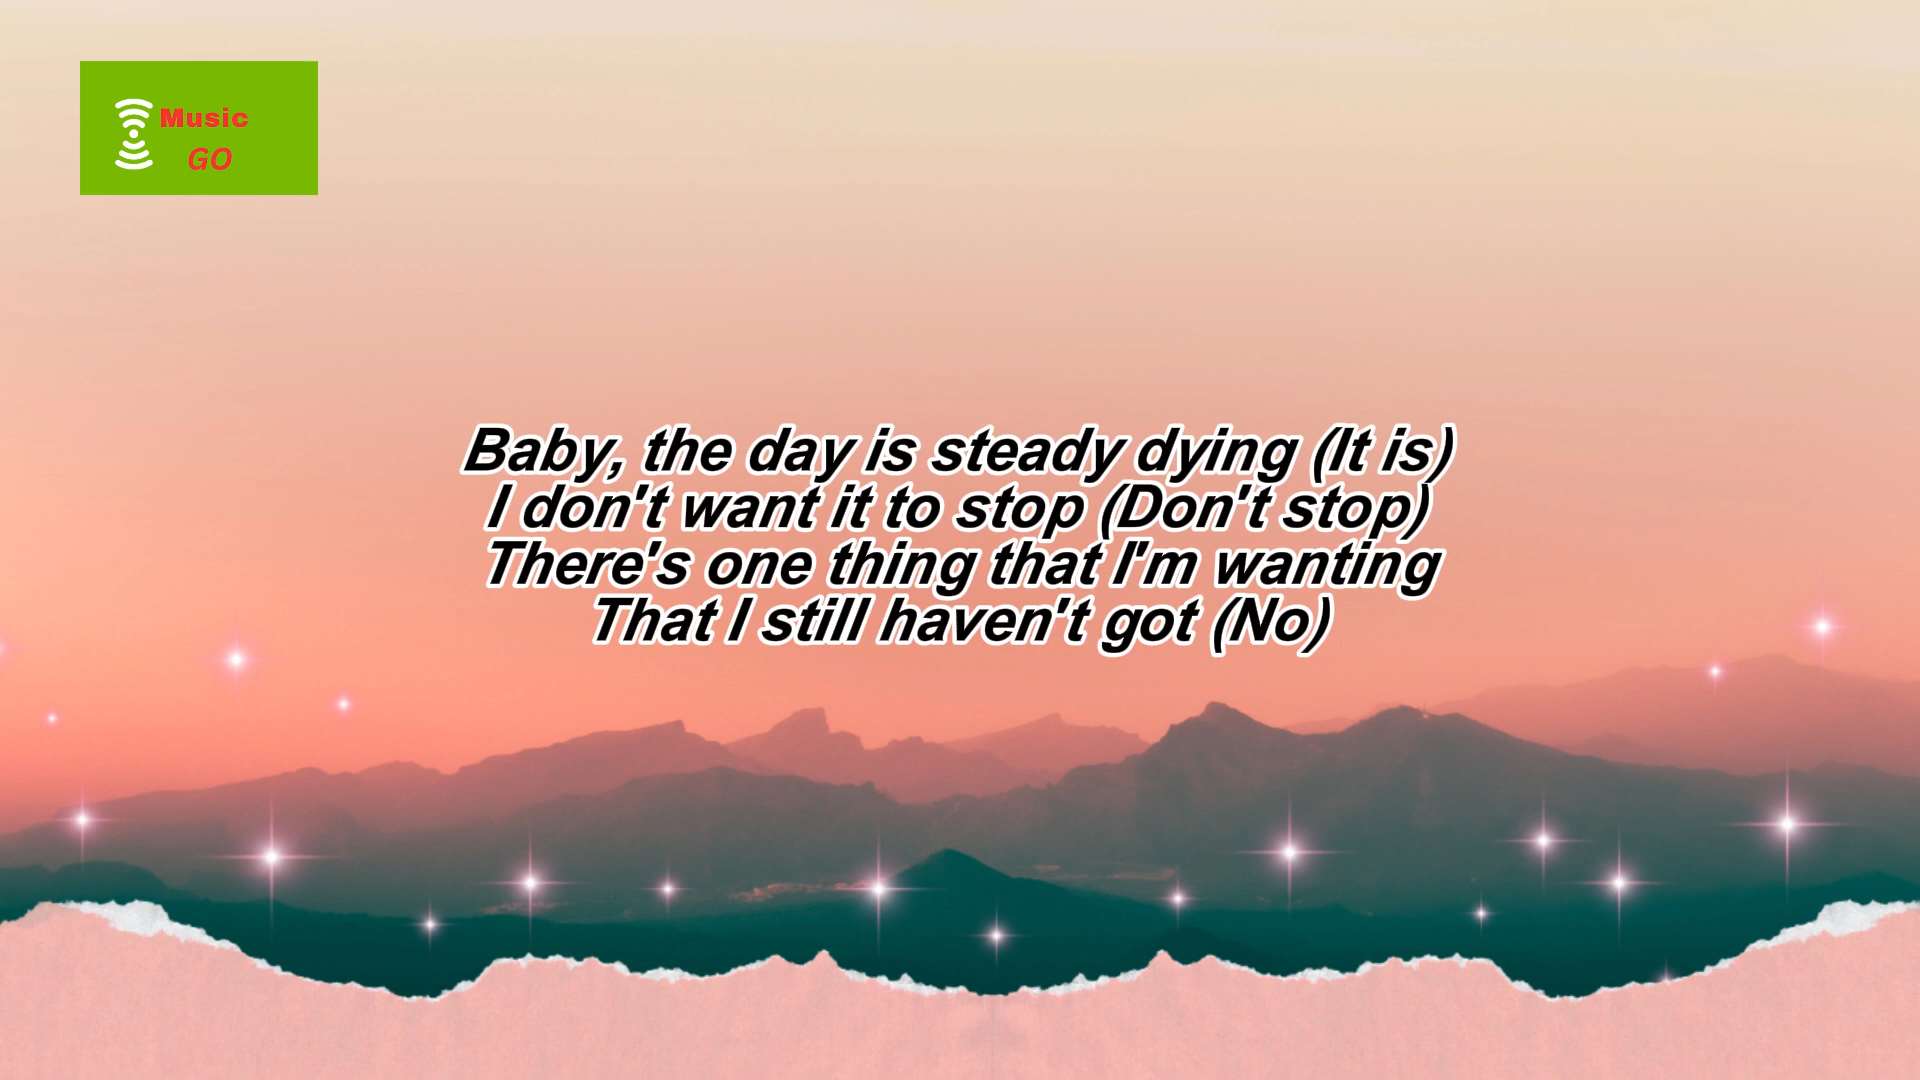 Music
GO
Baby, the day is steady dying (It is)
I don't want it to stop (Don't stop)
There's one thing that I'm wanting
That I still haven't got (No)